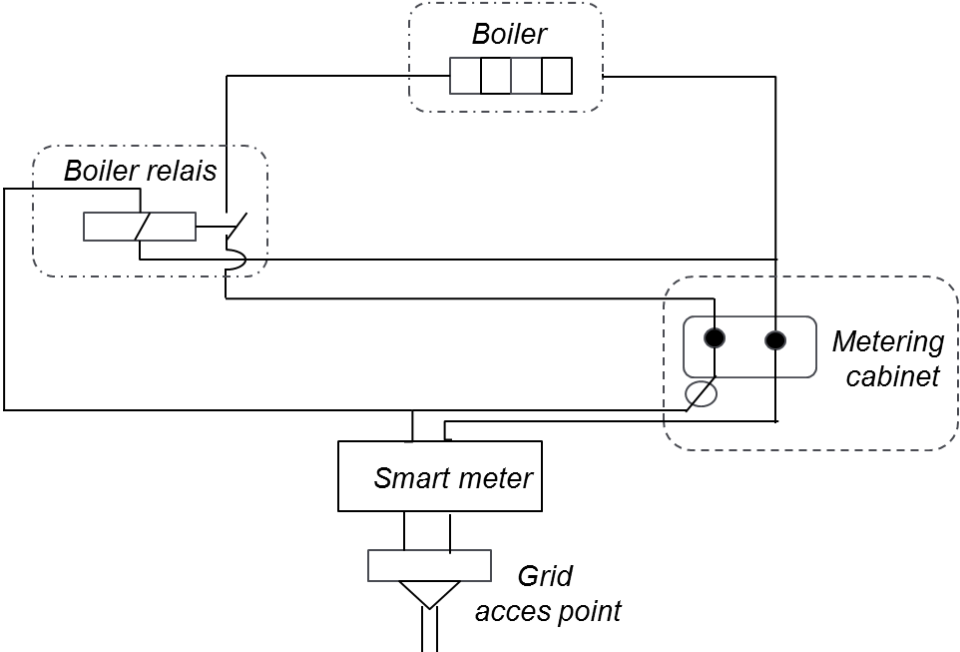 Boiler
Boiler relais
Metering
cabinet
Smart meter
Grid
acces point